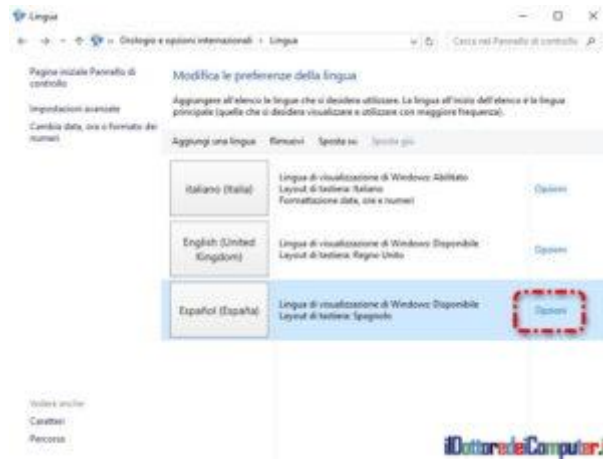 Lingua
Orologio e opzioni internazionali › Lingua
Cerca nel Pannello di controllo
Pagina iniziale Pannello di
controllo
Impostazioni avanzate
Cambia data, ora o formato dei
numeri
Modifica le preferenze della lingua
Aggiungere all'elenco le lingue che si desidera utilizzare. La lingua all'inizio dell'elenco è la lingua
principale (quella che si desidera visualizzare e utilizzare con maggiore frequenza).
Aggiungi una lingua Rimuovi Sposta su Sposta giù
italiano (Italia)
Lingua di visualizzazione di Windows: Abilitato
Layout di tastiera: Italiano
Formattazione date, ore e numeri
Opzioni
English (United
Kingdom)
Lingua di visualizzazione di Windows: Disponibile
Layout di tastiera: Regno Unito
Opzioni
Español (España)
Lingua di visualizzazione di Windows: Disponibile
Layout di tastiera: Spagnolo
Opzioni
Vedere anche
Caratteri
Percorso
ilDottoredeiComputer.